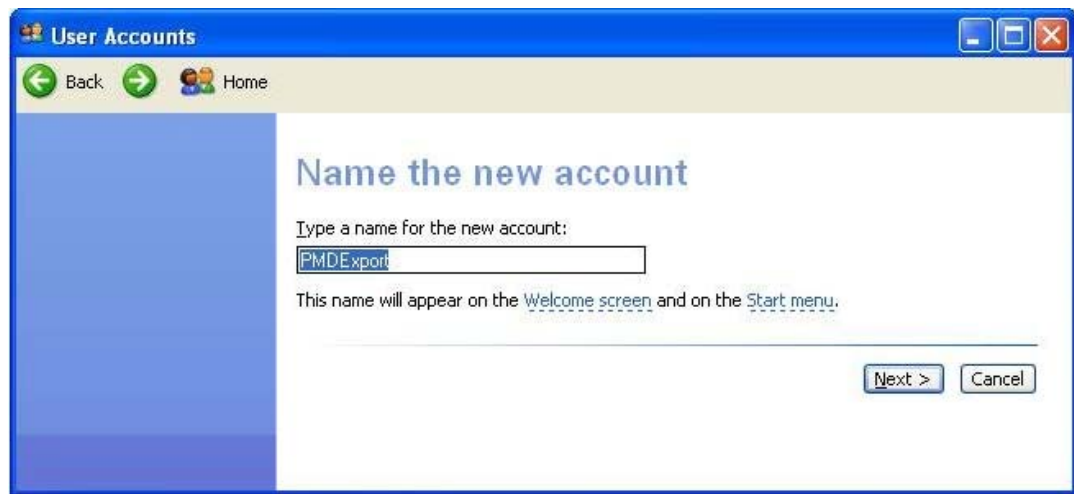 User Accounts
Back Home
Name the new account
Type a name for the new account:
PMDExport
This name will appear on the Welcome screen and on the Start menu.
Next > Cancel